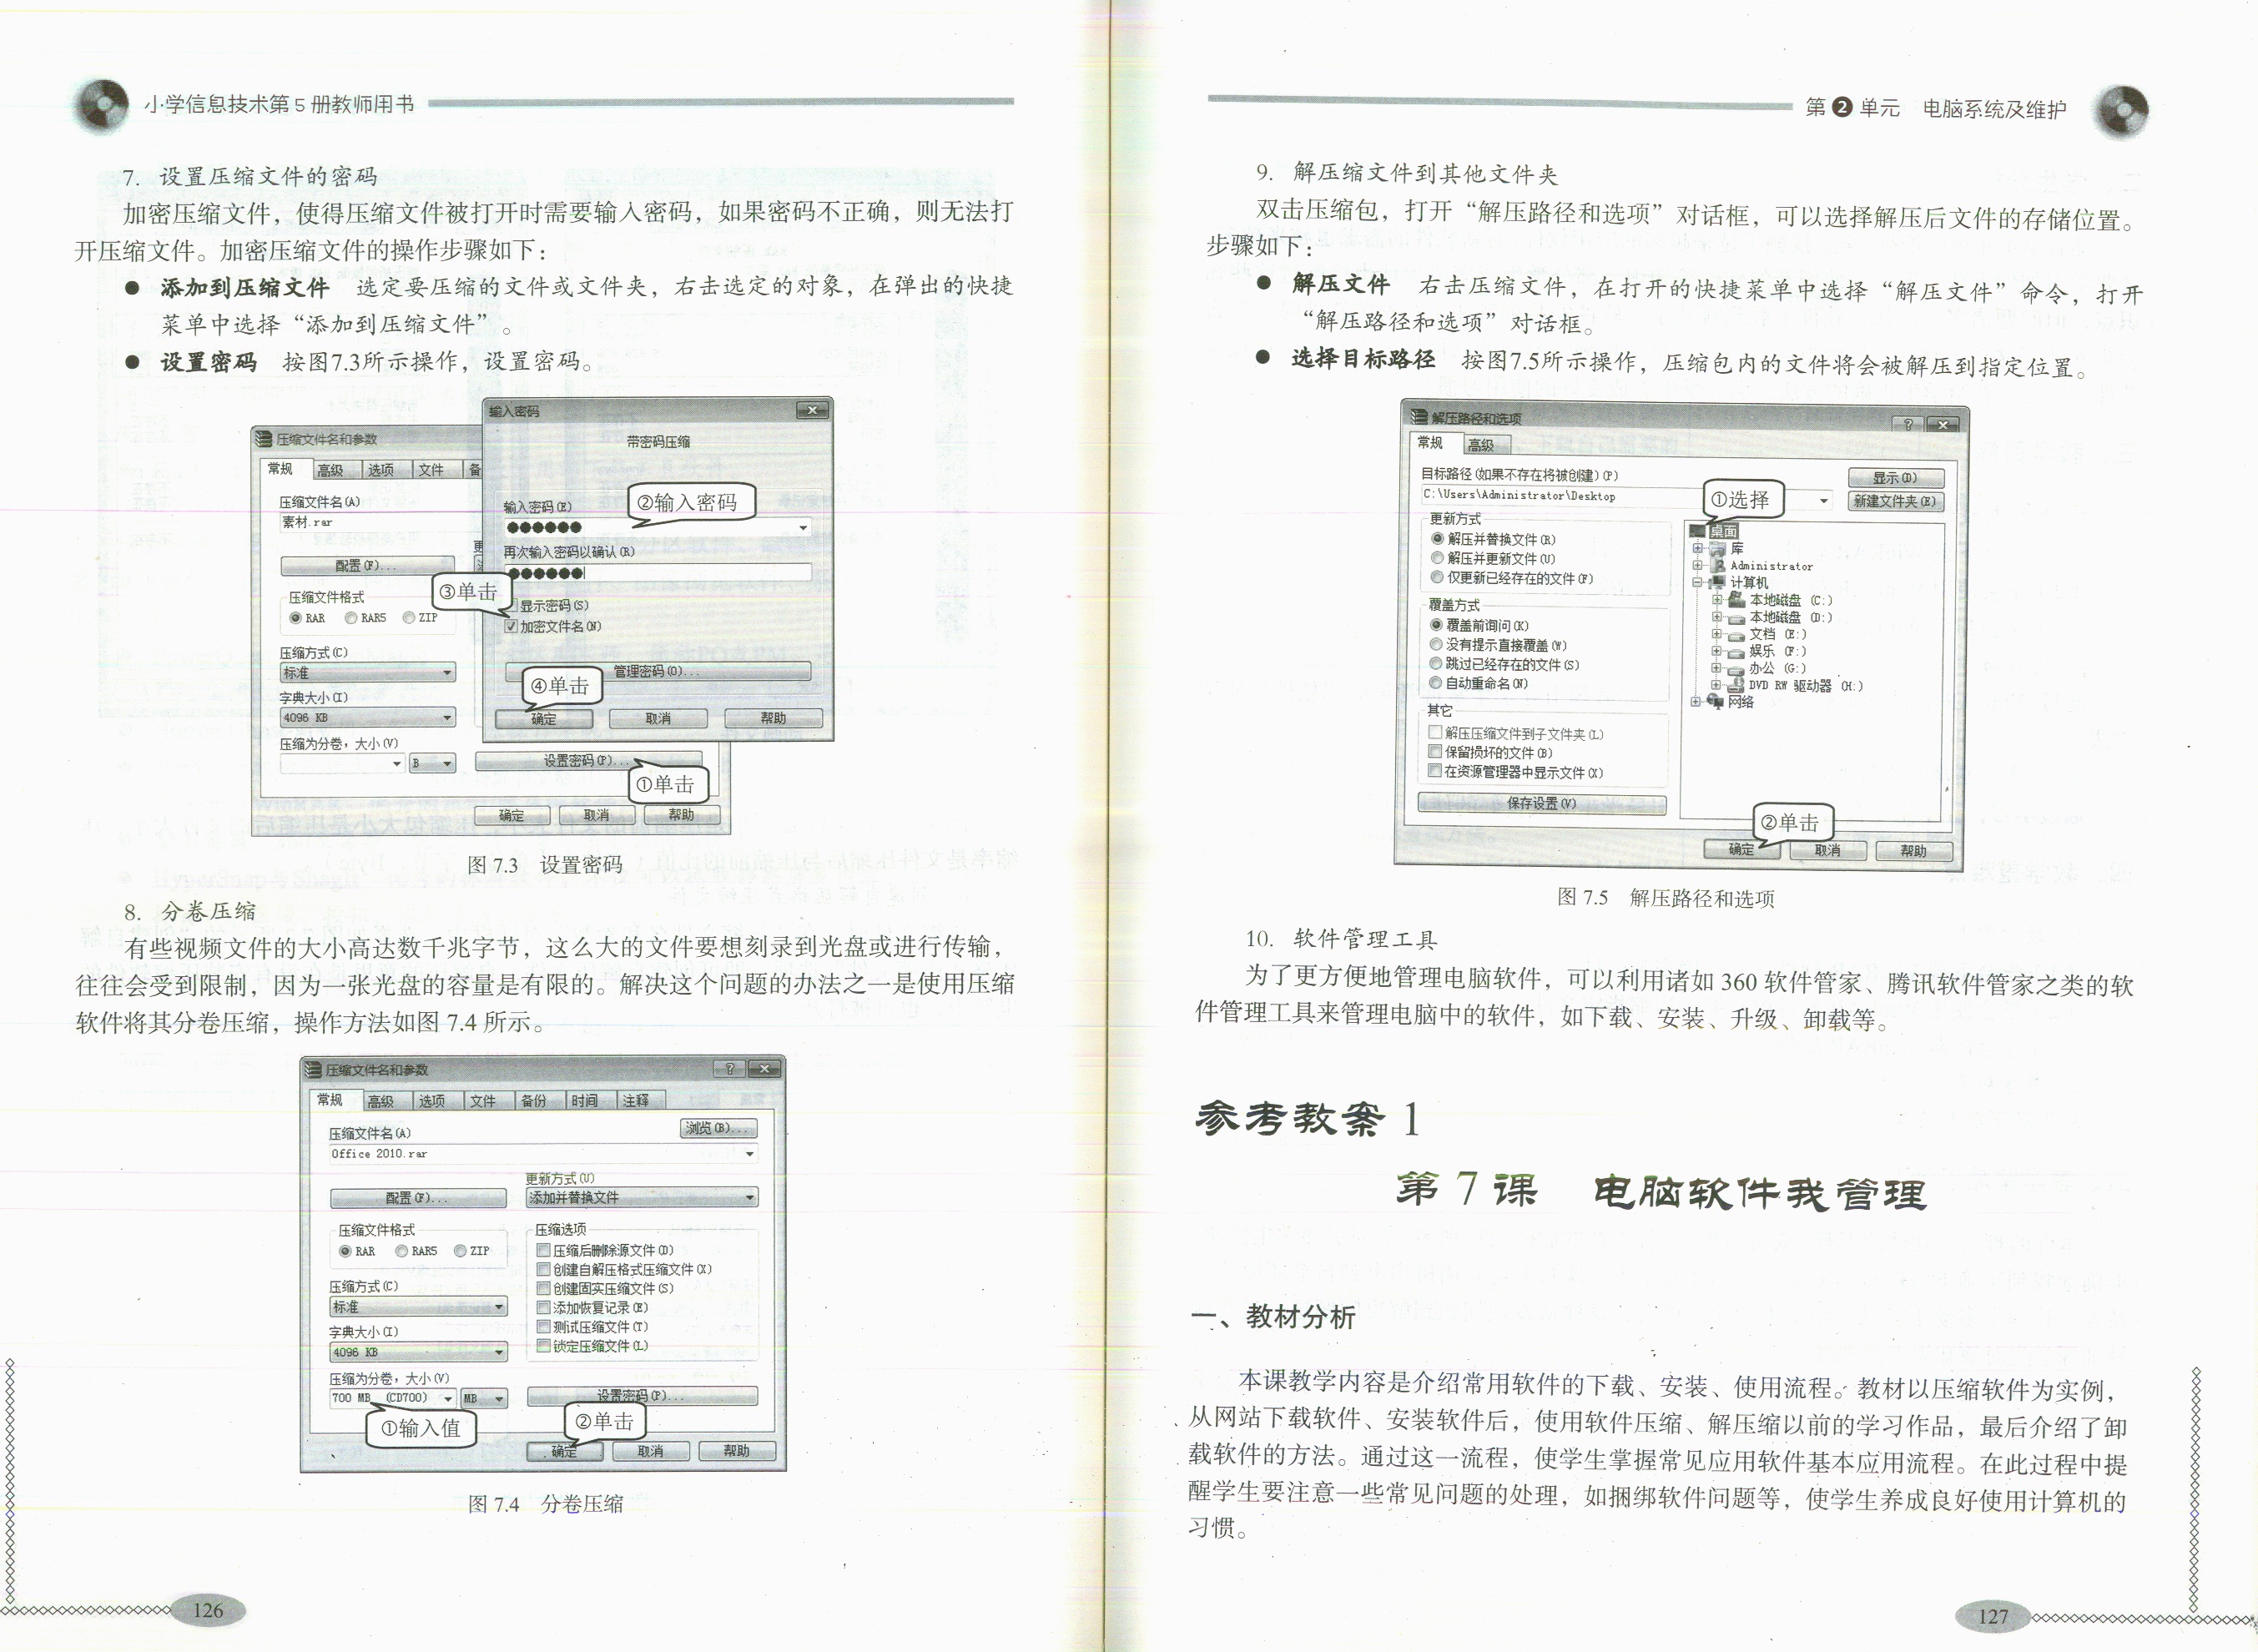 小学信息技术第5册教师用书
7. 设置压缩文件的密码
加密压缩文件，使得压缩文件被打开时需要输入密码，如果密码不正确，则无法打
开压缩文件。加密压缩文件的操作步骤如下：
● 添加到压缩文件 选定要压缩的文件或文件夹，右击选定的对象，在弹出的快捷
菜单中选择“添加到压缩文件”。
● 设置密码 按图7.3所示操作，设置密码。
输入密码
带密码压缩
压缩文件名和参数
常规 高级 选项 文件 备
压缩文件名(A)
素材.rar
输入密码(E)
②输入密码
再次输入密码以确认(R)
配置(F)...
③单击
显示密码(S)
加密文件名(N)
压缩文件格式
RAR RAR5 ZIP
压缩方式(C)
标准
管理密码(O)...
④单击
字典大小(I)
4096 KB
确定 取消 帮助
压缩为分卷，大小(V)
B
设置密码(P)...
①单击
确定 取消 帮助
图 7.3 设置密码
8. 分卷压缩
有些视频文件的大小高达数千兆字节，这么大的文件要想刻录到光盘或进行传输，
往往会受到限制，因为一张光盘的容量是有限的。解决这个问题的办法之一是使用压缩
软件将其分卷压缩，操作方法如图 7.4 所示。
压缩文件名和参数
常规 高级 选项 文件 备份 时间 注释
压缩文件名(A)
浏览(B)...
Office 2010.rar
更新方式(U)
配置(F)...
添加并替换文件
压缩文件格式
RAR RAR5 ZIP
压缩选项
压缩后删除源文件(D)
创建自解压格式压缩文件(X)
创建固实压缩文件(S)
添加恢复记录(E)
测试压缩文件(T)
锁定压缩文件(L)
压缩方式(C)
标准
字典大小(I)
4096 KB
压缩为分卷，大小(V)
700 MB (CD700) MB
设置密码(P)...
①输入值
②单击
确定 取消 帮助
图 7.4 分卷压缩
126
第2单元 电脑系统及维护
9. 解压缩文件到其他文件夹
双击压缩包，打开“解压路径和选项”对话框，可以选择解压后文件的存储位置。
步骤如下：
● 解压文件 右击压缩文件，在打开的快捷菜单中选择“解压文件”命令，打开
“解压路径和选项”对话框。
● 选择目标路径 按图7.5所示操作，压缩包内的文件将会被解压到指定位置。
解压路径和选项
常规 高级
目标路径(如果不存在将被创建)(P)
显示(D)
C:\Users\Administrator\Desktop
①选择
新建文件夹(E)
更新方式
解压并替换文件(R)
解压并更新文件(U)
仅更新已经存在的文件(F)
覆盖方式
覆盖前询问(K)
没有提示直接覆盖(W)
跳过已经存在的文件(S)
自动重命名(N)
其它
解压压缩文件到子文件夹(L)
保留损坏的文件(B)
在资源管理器中显示文件(X)
保存设置(V)
桌面
库
Administrator
计算机
本地磁盘 (C:)
本地磁盘 (D:)
文档 (E:)
娱乐 (F:)
办公 (G:)
DVD RW 驱动器 (H:)
网络
②单击
确定 取消 帮助
图 7.5 解压路径和选项
10. 软件管理工具
为了更方便地管理电脑软件，可以利用诸如 360 软件管家、腾讯软件管家之类的软
件管理工具来管理电脑中的软件，如下载、安装、升级、卸载等。
参考教案 1
第 7 课 电脑软件我管理
一、教材分析
本课教学内容是介绍常用软件的下载、安装、使用流程。教材以压缩软件为实例，
从网站下载软件、安装软件后，使用软件压缩、解压缩以前的学习作品，最后介绍了卸
载软件的方法。通过这一流程，使学生掌握常见应用软件基本应用流程。在此过程中提
醒学生要注意一些常见问题的处理，如捆绑软件问题等，使学生养成良好使用计算机的
习惯。
127